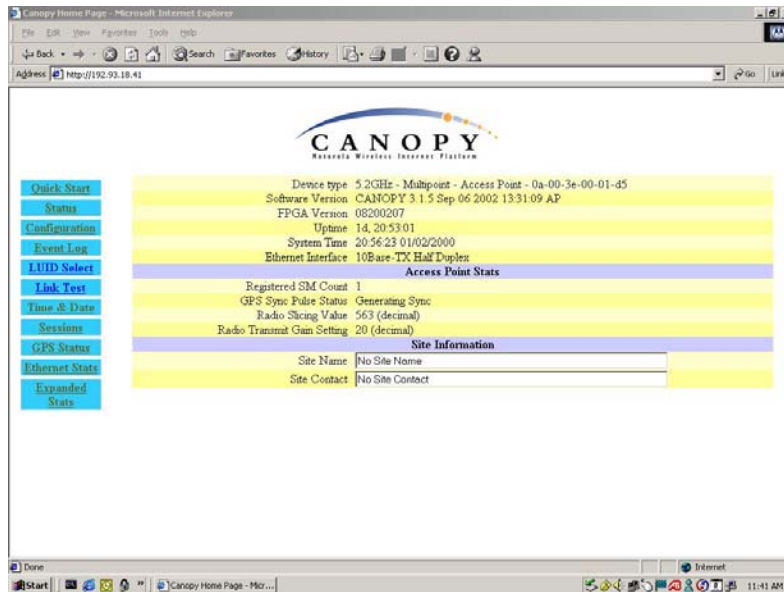 Canopy Home Page - Microsoft Internet Explorer
File Edit View Favorites Tools Help
Back Search Favorites History
Address http://192.93.18.41 Go
CANOPY
Motorola Wireless Internet Platform
Quick Start
Status
Configuration
Event Log
LUID Select
Link Test
Time & Date
Sessions
GPS Status
Ethernet Stats
Expanded
Stats
Device type 5.2GHz - Multipoint - Access Point - 0a-00-3e-00-01-d5
Software Version CANOPY 3.1.5 Sep 06 2002 13:31:09 AP
FPGA Version 08200207
Uptime 1d, 20:53:01
System Time 20:56:23 01/02/2000
Ethernet Interface 10Base-TX Half Duplex
Access Point Stats
Registered SM Count 1
GPS Sync Pulse Status Generating Sync
Radio Slicing Value 563 (decimal)
Radio Transmit Gain Setting 20 (decimal)
Site Information
Site Name No Site Name
Site Contact No Site Contact
Done Internet
Start Canopy Home Page - Micr... 11:41 AM